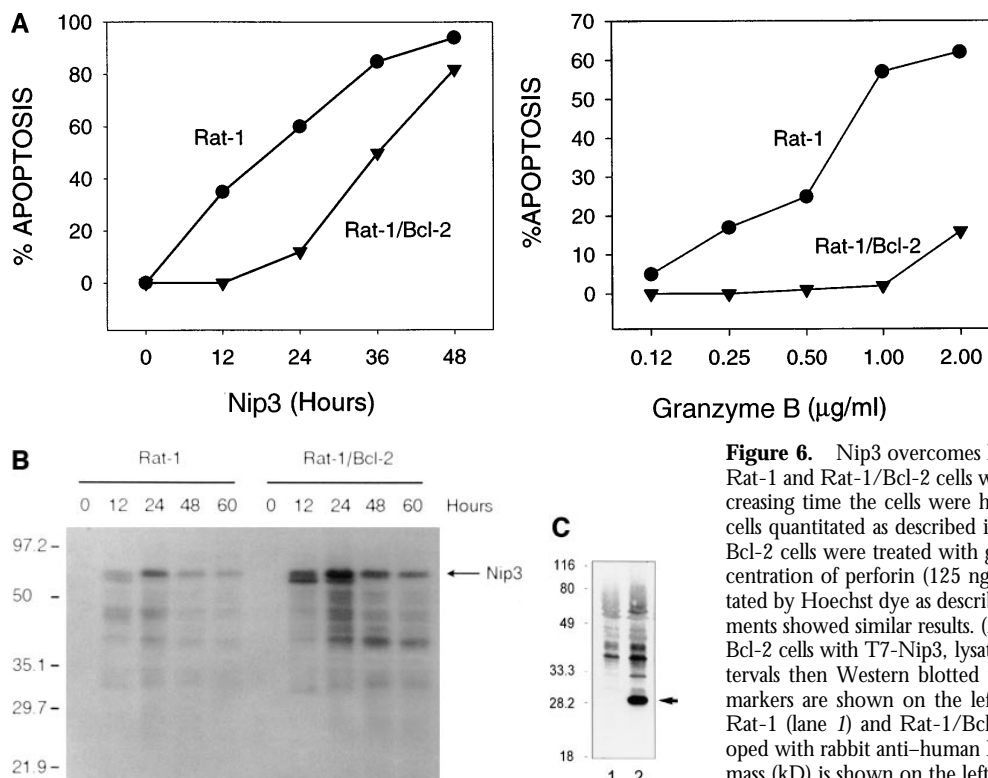 A
% APOPTOSIS
100
80
60
40
20
0
Rat-1
Rat-1/Bcl-2
0 12 24 36 48
Nip3 (Hours)
%APOPTOSIS
70
60
50
40
30
20
10
0
Rat-1
Rat-1/Bcl-2
0.12 0.25 0.50 1.00 2.00
Granzyme B (µg/ml)
B
Rat-1 Rat-1/Bcl-2
0 12 24 48 60 0 12 24 48 60 Hours
97.2
50
35.1
29.7
21.9
Nip3
C
116
80
49
33.3
28.2
18
1 2
Figure 6. Nip3 overcomes
Rat-1 and Rat-1/Bcl-2 cells w
creasing time the cells were h
cells quantitated as described i
Bcl-2 cells were treated with g
centration of perforin (125 ng
tated by Hoechst dye as describ
ments showed similar results. (
Bcl-2 cells with T7-Nip3, lysat
tervals then Western blotted
markers are shown on the lef
Rat-1 (lane 1) and Rat-1/Bcl
oped with rabbit anti–human
mass (kD) is shown on the left